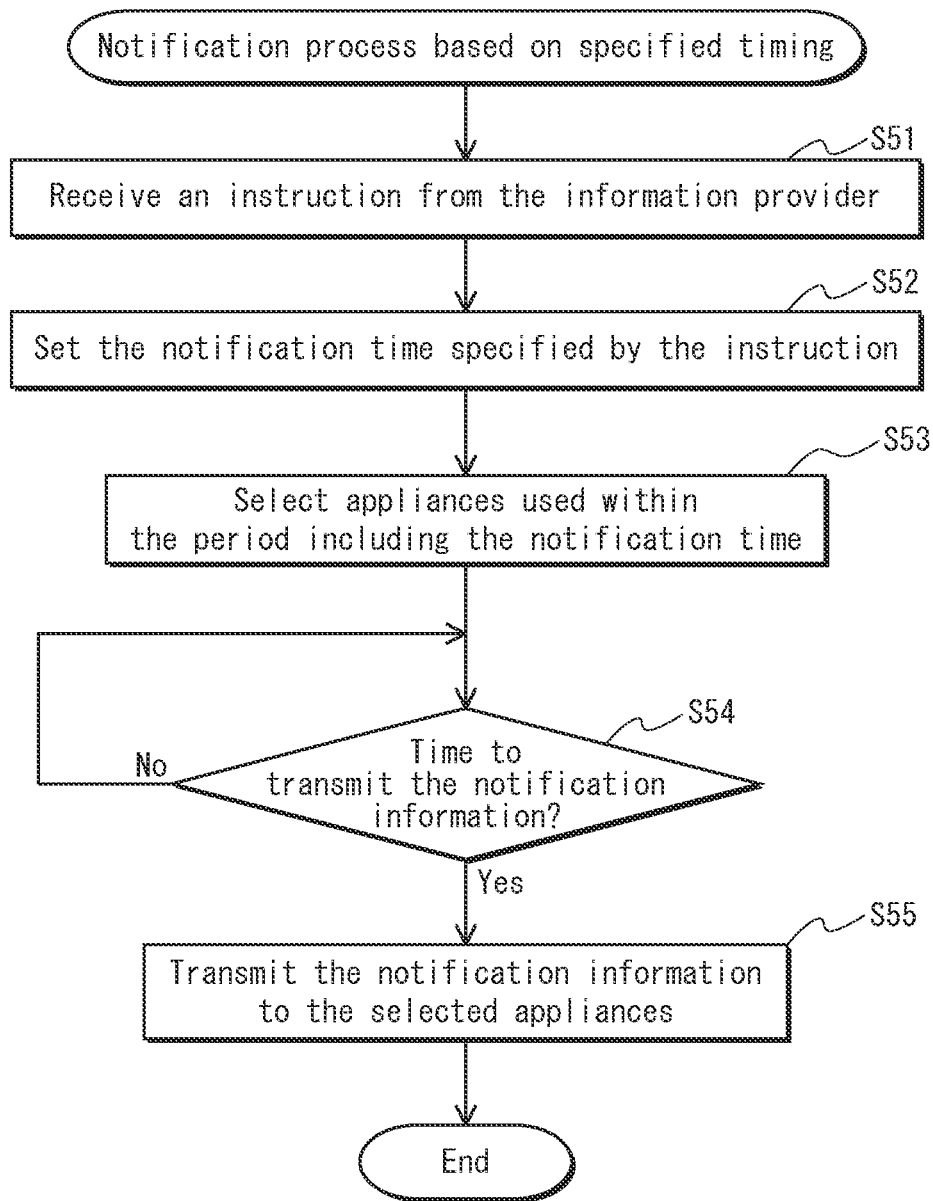 Notification process based on specified timing
S51
Receive an instruction from the information provider
S52
Set the notification time specified by the instruction
S53
Select appliances used within
the period including the notification time
S54
Time to
transmit the notification
information?
No
Yes
S55
Transmit the notification information
to the selected appliances
End